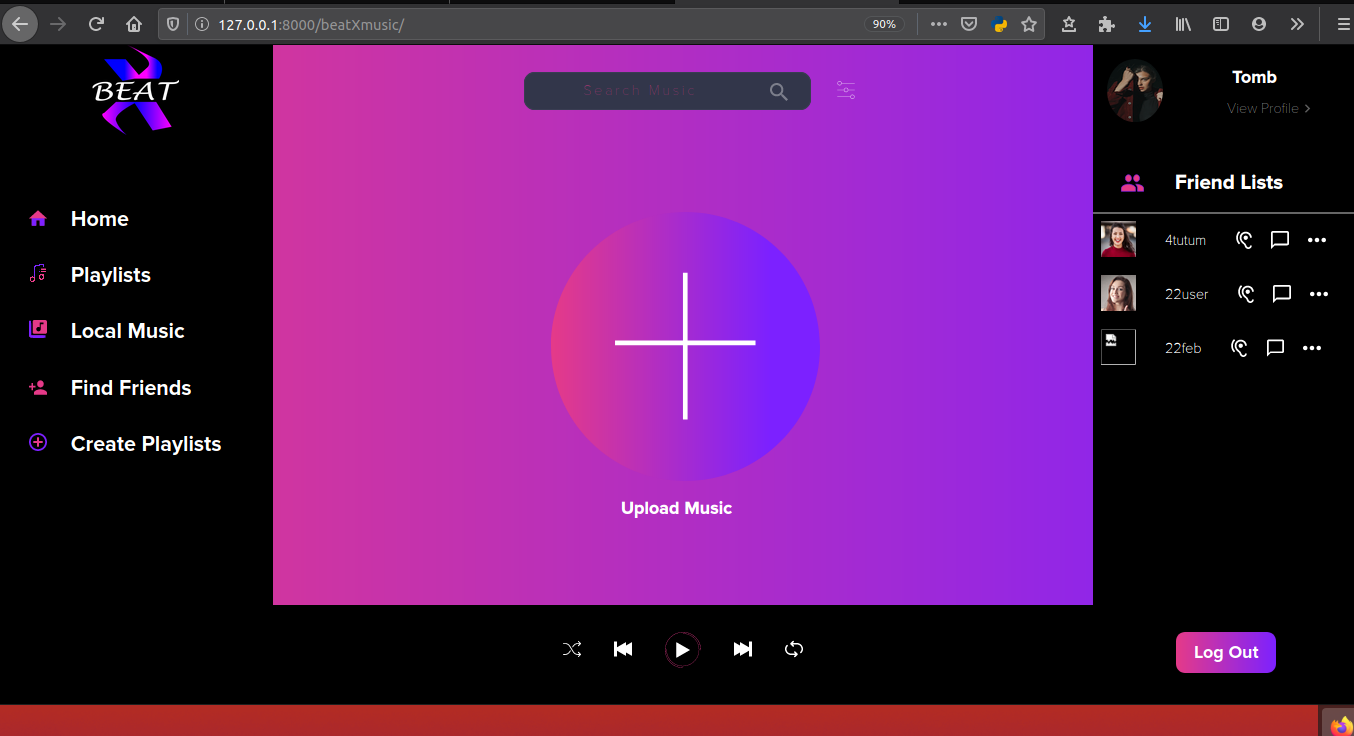 127.0.0.1:8000/beatXmusic/
90%
BEAT
X
Home
Playlists
Local Music
Find Friends
Create Playlists
Search Music
Upload Music
Tomb
View Profile
Friend Lists
4tutum
22user
22feb
Log Out